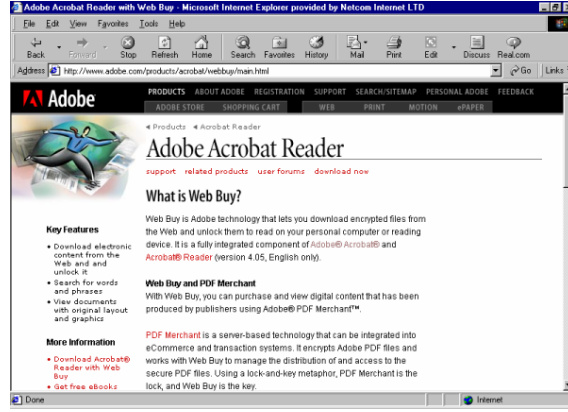 Adobe Acrobat Reader with Web Buy - Microsoft Internet Explorer provided by Netcom Internet LTD
File Edit View Favorites Tools Help
Back Forward Stop Refresh Home Search Favorites History Mail Print Edit Discuss Real.com
Address http://www.adobe.com/products/acrobat/webbuy/main.html Go Links
Adobe
PRODUCTS ABOUT ADOBE REGISTRATION SUPPORT SEARCH/SITEMAP PERSONAL ADOBE FEEDBACK
ADOBE STORE SHOPPING CART WEB PRINT MOTION ePAPER
Products Acrobat Reader
Adobe Acrobat Reader
support related products user forums download now
What is Web Buy?
Web Buy is Adobe technology that lets you download encrypted files from
the Web and unlock them to read on your personal computer or reading
device. It is a fully integrated component of Adobe® Acrobat® and
Acrobat® Reader (version 4.05, English only).
Web Buy and PDF Merchant
With Web Buy, you can purchase and view digital content that has been
produced by publishers using Adobe® PDF Merchant™.
PDF Merchant is a server-based technology that can be integrated into
eCommerce and transaction systems. It encrypts Adobe PDF files and
works with Web Buy to manage the distribution of and access to the
secure PDF files. Using a lock-and-key metaphor, PDF Merchant is the
lock, and Web Buy is the key.
Key Features
• Download electronic
content from the
Web and and
unlock it
• Search for words
and phrases
• View documents
with original layout
and graphics
More Information
• Download Acrobat®
Reader with Web
Buy
• Get free eBooks
Done Internet